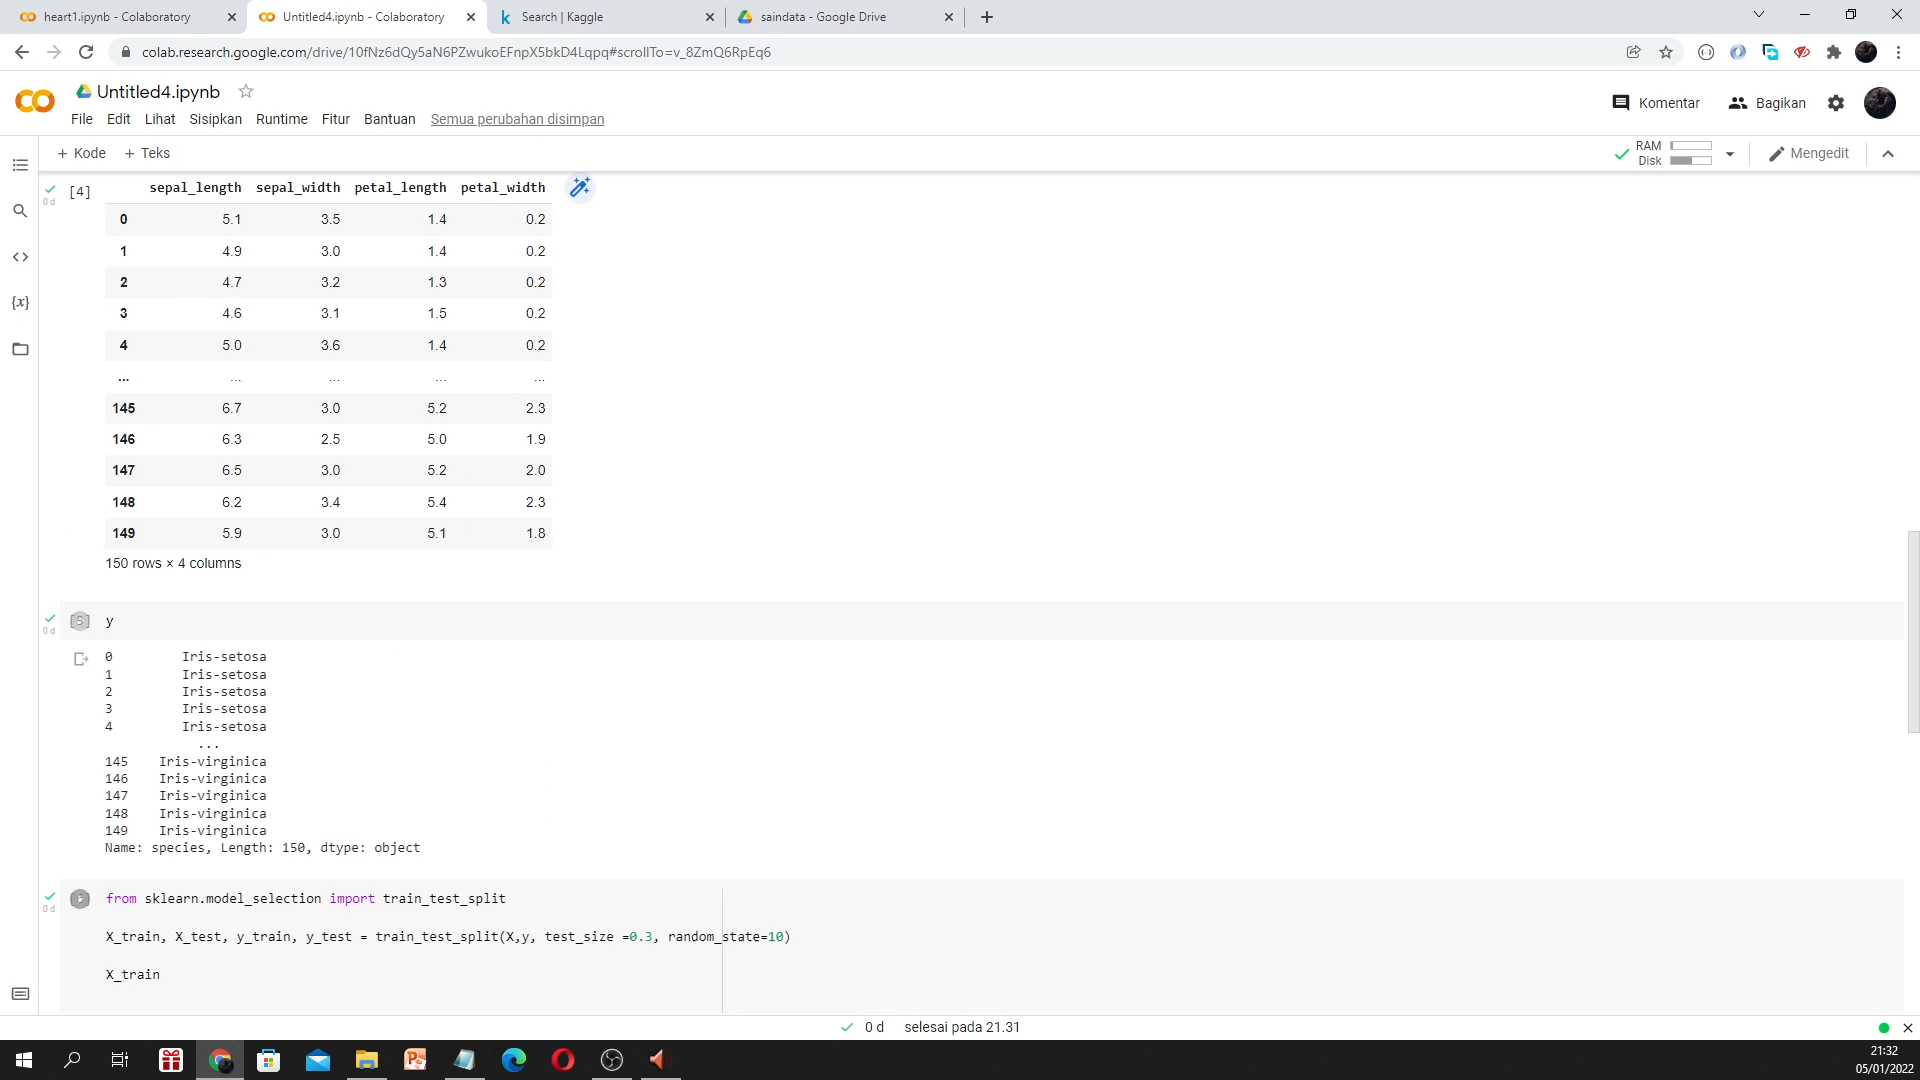 heart1.ipynb - Colaboratory
Untitled4.ipynb - Colaboratory
Search | Kaggle
saindata - Google Drive
colab.research.google.com/drive/10fNz6dQy5aN6PZwukoEFnpX5bkD4Lqpq#scrollTo=v_8ZmQ6RpEq6
Untitled4.ipynb
Komentar Bagikan
File Edit Lihat Sisipkan Runtime Fitur Bantuan Semua perubahan disimpan
+ Kode + Teks
RAM
Disk
Mengedit
[4] sepal_length sepal_width petal_length petal_width
0 d
0 5.1 3.5 1.4 0.2
1 4.9 3.0 1.4 0.2
2 4.7 3.2 1.3 0.2
3 4.6 3.1 1.5 0.2
4 5.0 3.6 1.4 0.2
... ... ... ... ...
145 6.7 3.0 5.2 2.3
146 6.3 2.5 5.0 1.9
147 6.5 3.0 5.2 2.0
148 6.2 3.4 5.4 2.3
149 5.9 3.0 5.1 1.8
150 rows × 4 columns
[5] y
0 d
0 Iris-setosa
1 Iris-setosa
2 Iris-setosa
3 Iris-setosa
4 Iris-setosa
...
145 Iris-virginica
146 Iris-virginica
147 Iris-virginica
148 Iris-virginica
149 Iris-virginica
Name: species, Length: 150, dtype: object
from sklearn.model_selection import train_test_split
0 d
X_train, X_test, y_train, y_test = train_test_split(X,y, test_size =0.3, random_state=10)
X_train
0 d selesai pada 21.31
21:32
05/01/2022